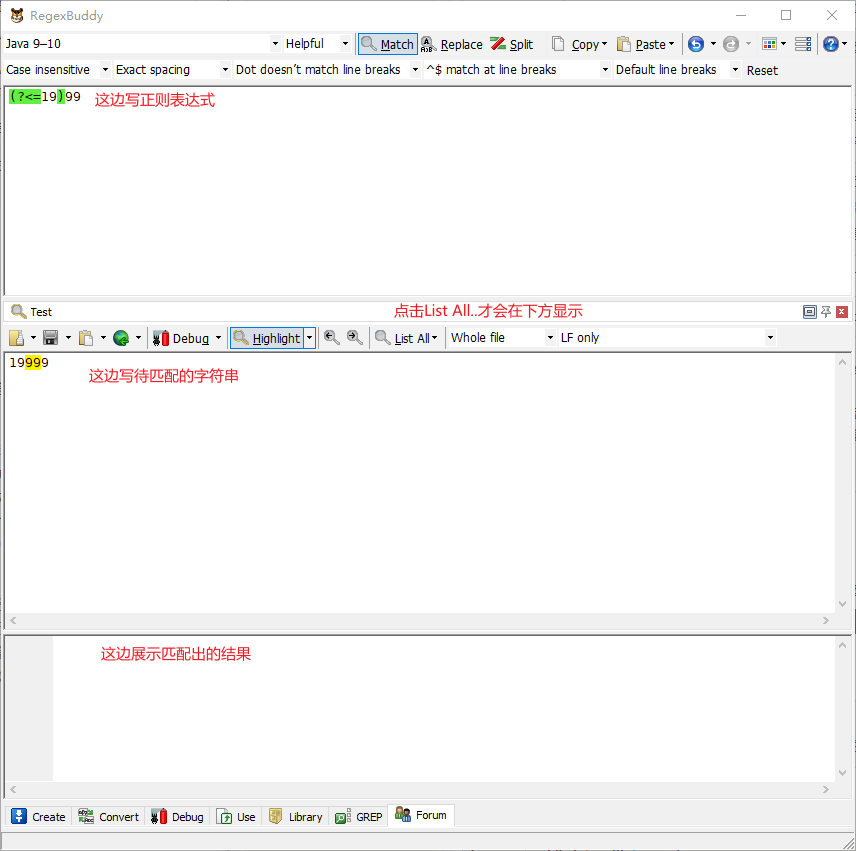 RegexBuddy
Java 9–10 Helpful Match Replace Split Copy Paste
Case insensitive Exact spacing Dot doesn't match line breaks ^$ match at line breaks Default line breaks Reset
(?<=19)99 这边写正则表达式
Test 点击List All..才会在下方显示
Debug Highlight List All Whole file LF only
19999
这边写待匹配的字符串
这边展示匹配出的结果
Create Convert Debug Use Library GREP Forum